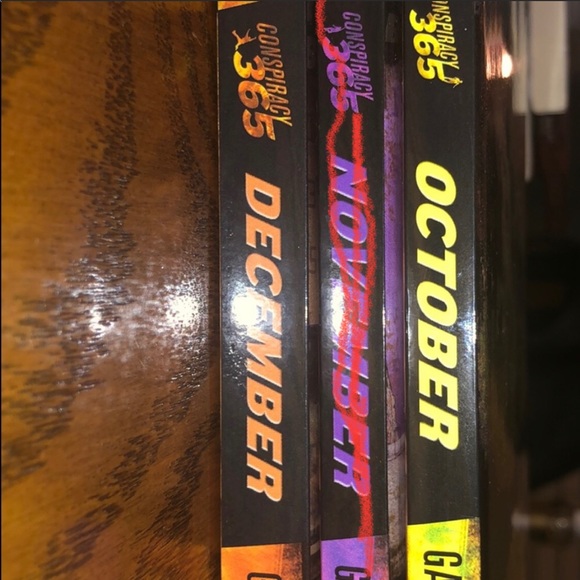 CONSPIRACY
365
DECEMBER
CONSPIRACY
365
NOVEMBER
CONSPIRACY
365
OCTOBER